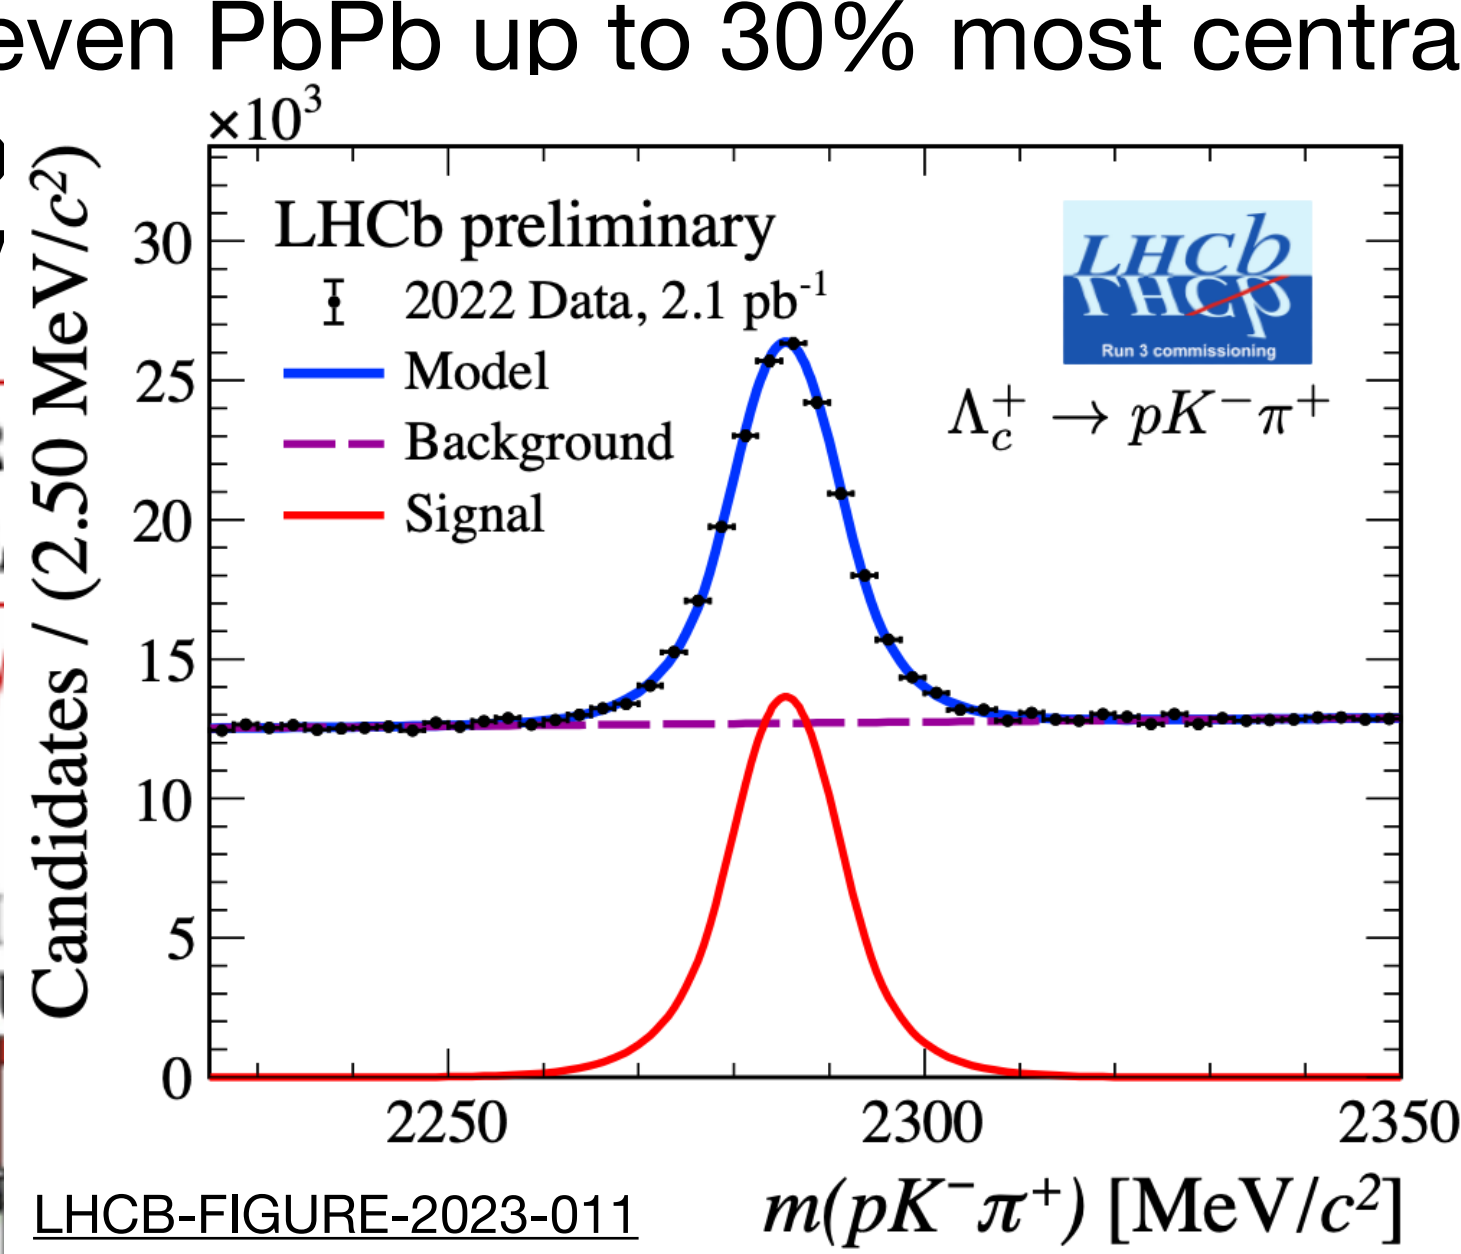 even PbPb up to 30% most centra
×10³
Candidates / (2.50 MeV/c²)
30
25
20
15
10
5
0
LHCb preliminary
2022 Data, 2.1 pb⁻¹
Model
Background
Signal
LHCb
LHCp
Run 3 commissioning
Λc⁺ → pK⁻π⁺
2250
2300
2350
m(pK⁻π⁺) [MeV/c²]
LHCB-FIGURE-2023-011